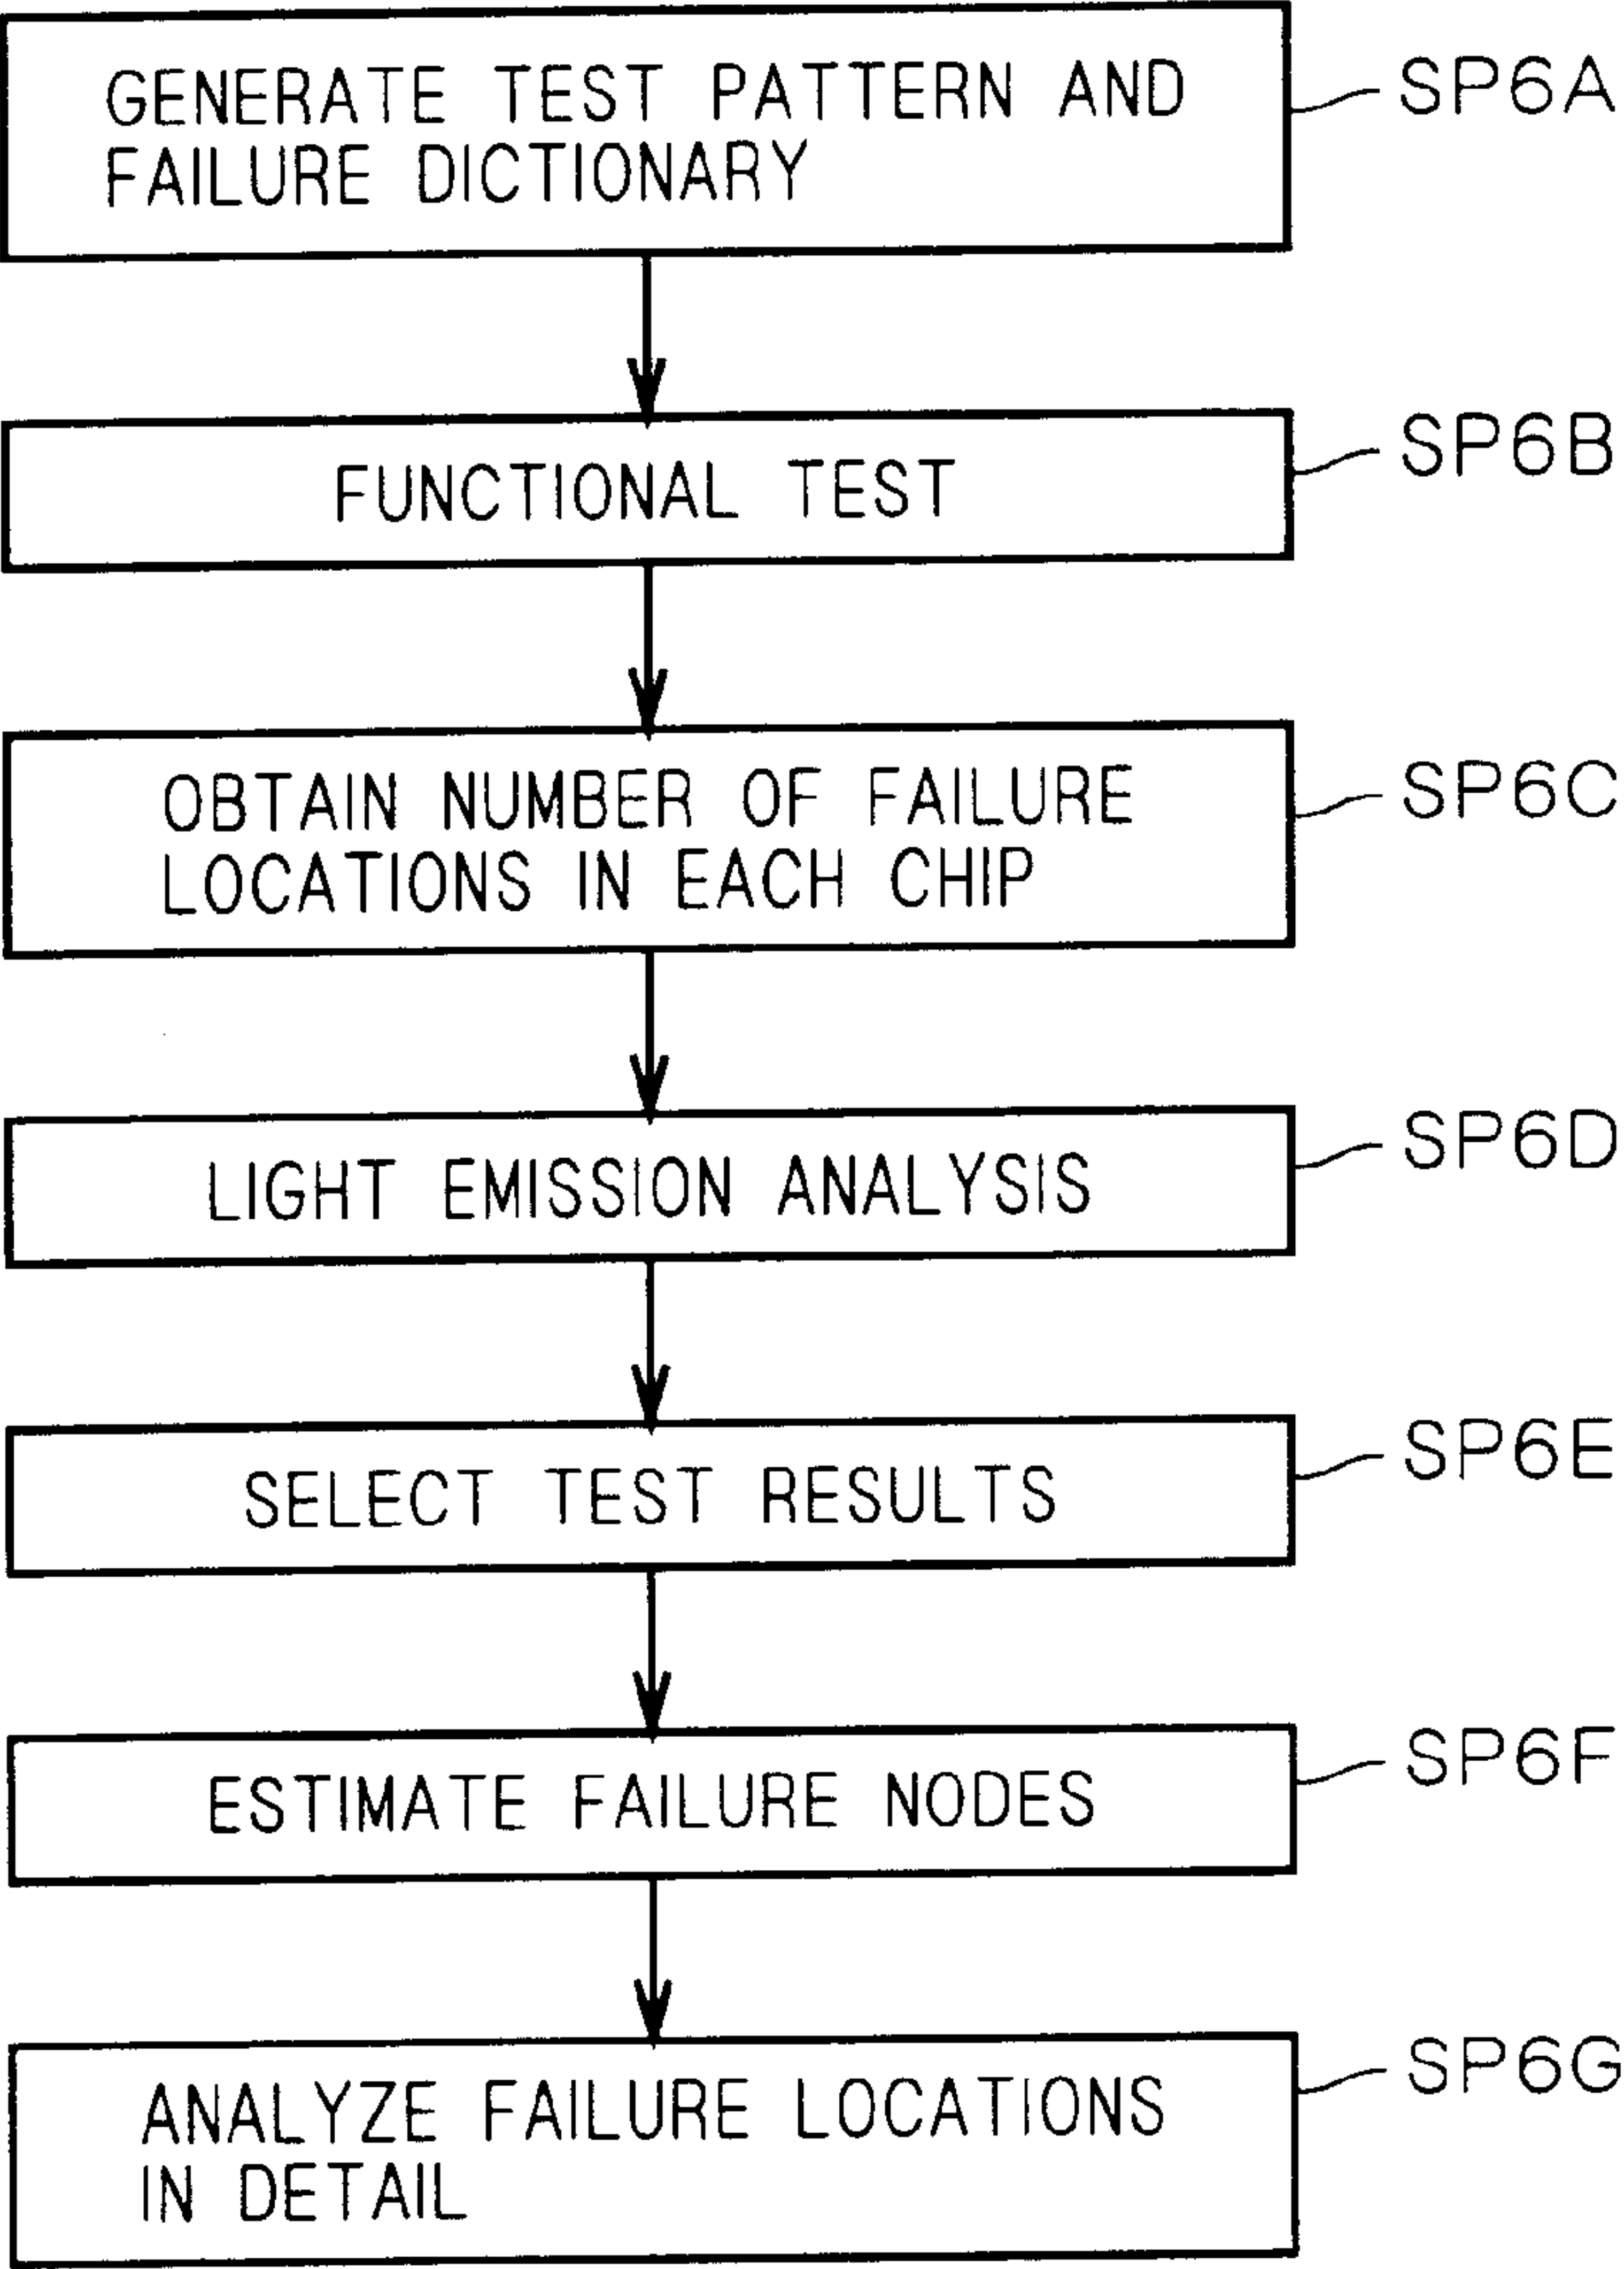 GENERATE TEST PATTERN AND
FAILURE DICTIONARY
SP6A
FUNCTIONAL TEST
SP6B
OBTAIN NUMBER OF FAILURE
LOCATIONS IN EACH CHIP
SP6C
LIGHT EMISSION ANALYSIS
SP6D
SELECT TEST RESULTS
SP6E
ESTIMATE FAILURE NODES
SP6F
ANALYZE FAILURE LOCATIONS
IN DETAIL
SP6G